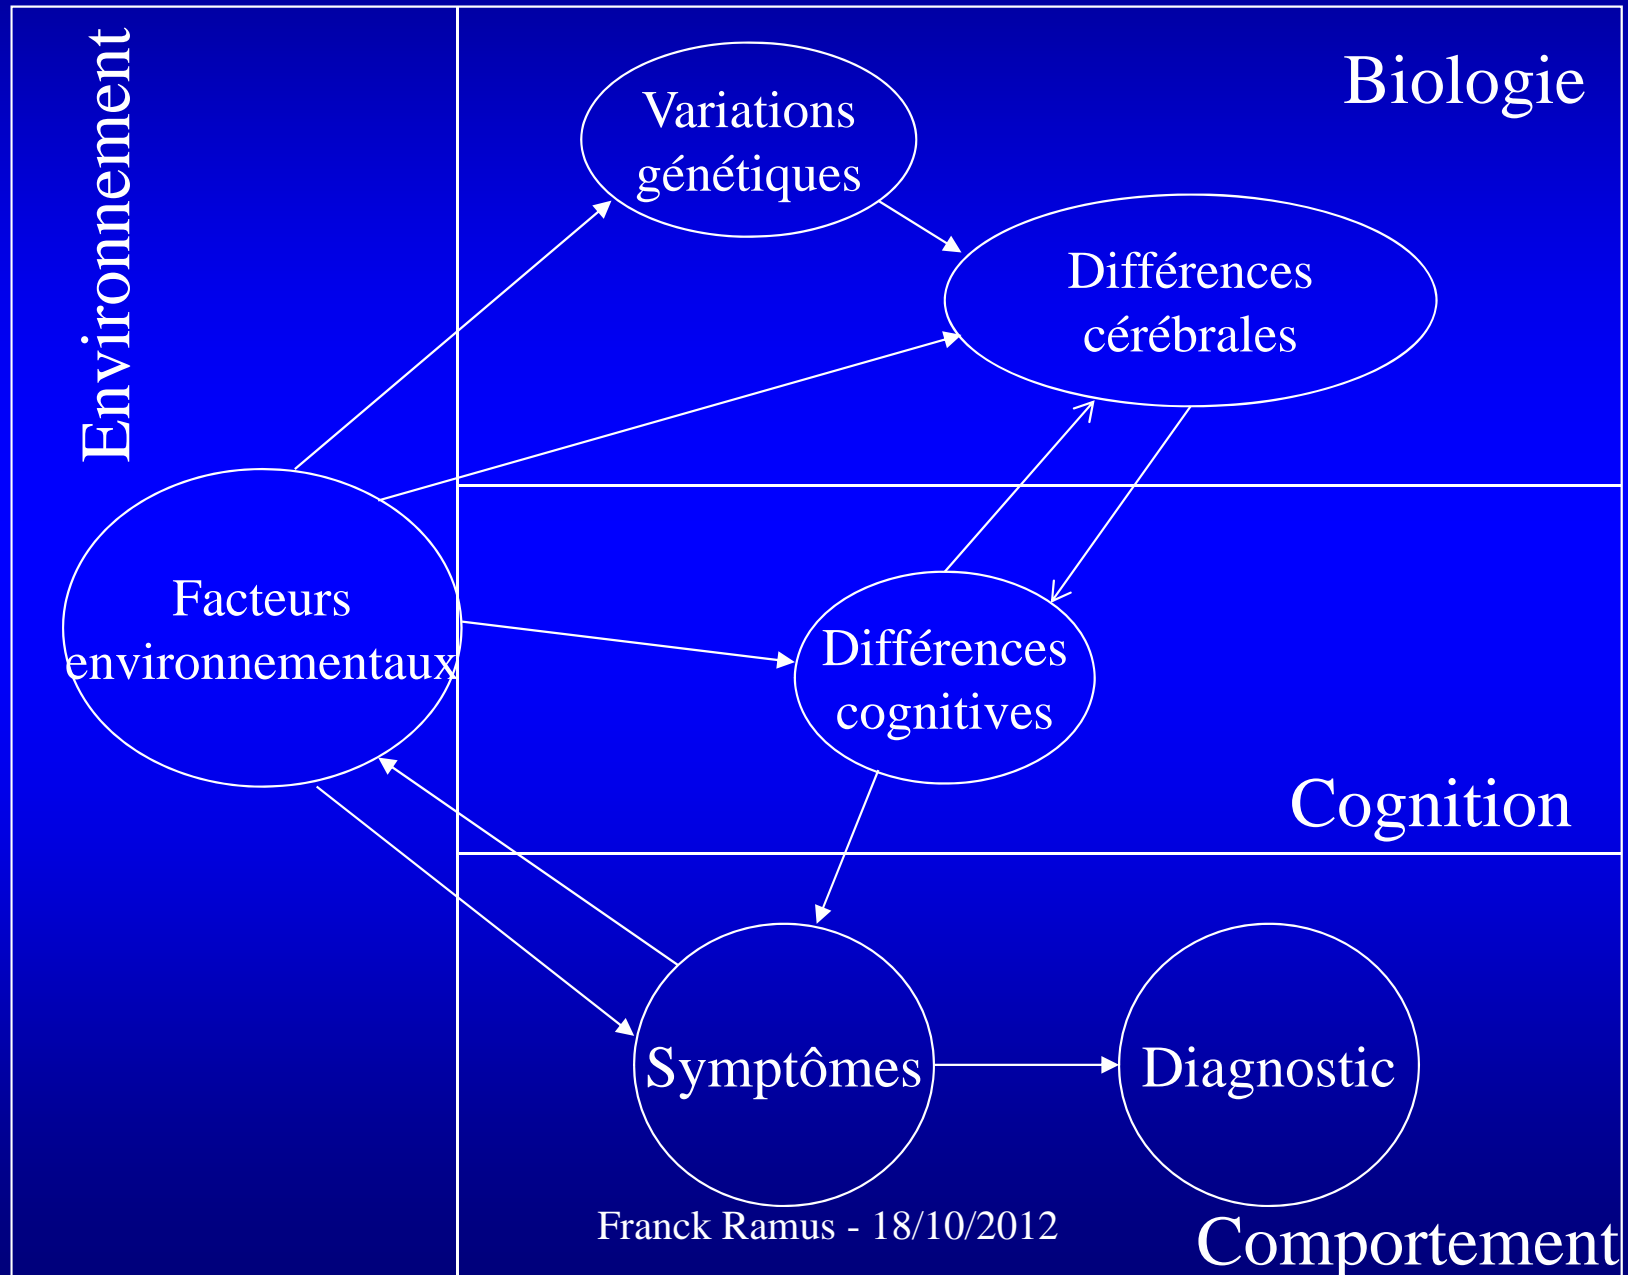 Environnement
Biologie
Variations
génétiques
Différences
cérébrales
Facteurs
environnementaux
Différences
cognitives
Cognition
Symptômes
Diagnostic
Franck Ramus - 18/10/2012
Comportement